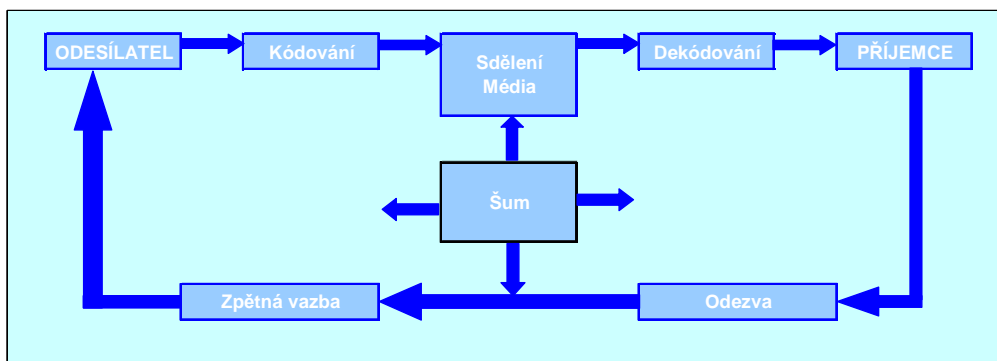 ODESÍLATEL
Kódování
Sdělení
Média
Dekódování
PŘÍJEMCE
Šum
Zpětná vazba
Odezva